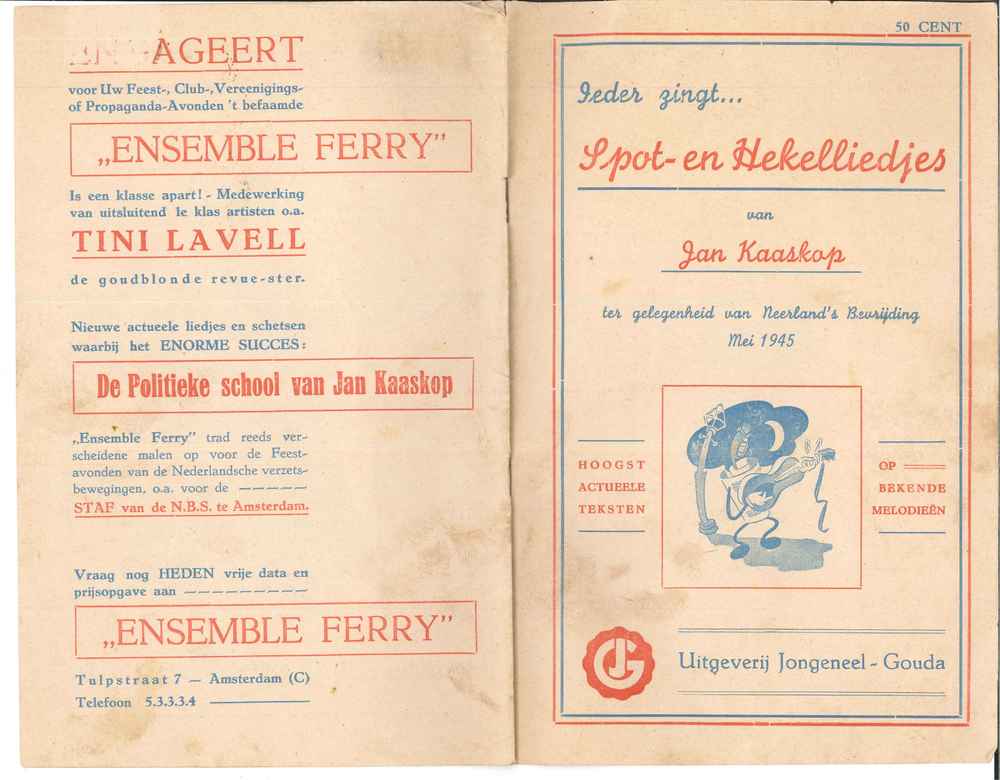 ENGAGEERT
voor Uw Feest-, Club-, Vereenigings-
of Propaganda-Avonden 't befaamde
„ENSEMBLE FERRY”
Is een klasse apart! - Medewerking
van uitsluitend 1e klas artisten o.a.
TINI LAVELL
de goudblonde revue-ster.
Nieuwe actueele liedjes en schetsen
waarbij het ENORME SUCCES:
De Politieke school van Jan Kaaskop
„Ensemble Ferry” trad reeds ver-
scheidene malen op voor de Feest-
avonden van de Nederlandsche verzets-
bewegingen, o.a. voor de —————
STAF van de N.B.S. te Amsterdam.
Vraag nog HEDEN vrije data en
prijsopgave aan —————————
„ENSEMBLE FERRY”
Tulpstraat 7 — Amsterdam (C)
Telefoon 5.3.3.3.4
50 CENT
Ieder zingt...
Spot- en Hekelliedjes
van
Jan Kaaskop
ter gelegenheid van Neerland's Bevrijding
Mei 1945
HOOGST
ACTUEELE
TEKSTEN
OP
BEKENDE
MELODIEËN
JG
Uitgeverij Jongeneel - Gouda